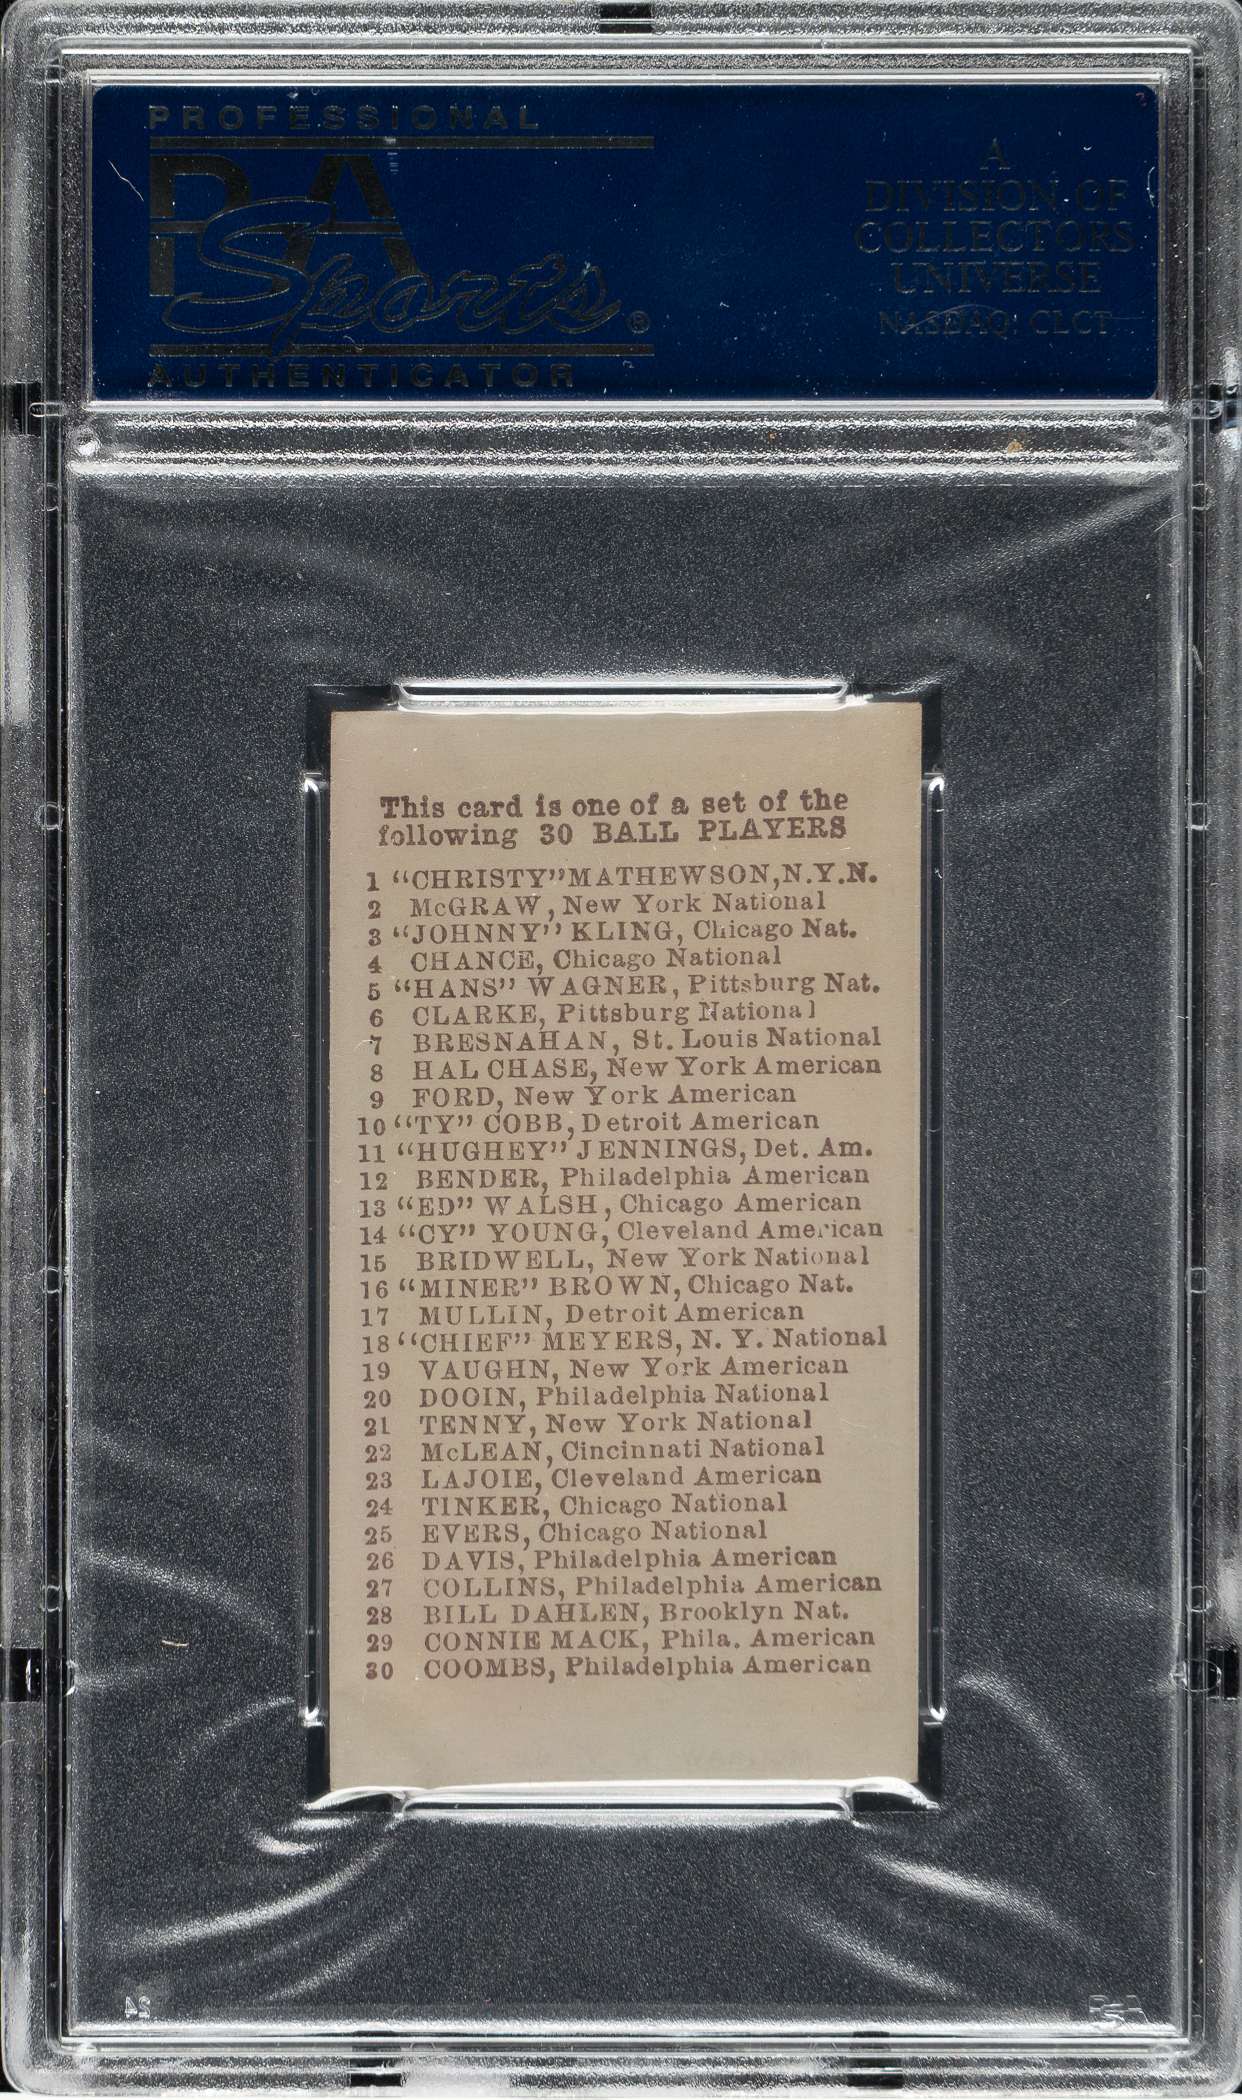 PROFESSIONAL
PSA
Sports®
AUTHENTICATOR
A
DIVISION OF
COLLECTORS
UNIVERSE
NASDAQ: CLCT
This card is one of a set of the
following 30 BALL PLAYERS
1 “CHRISTY” MATHEWSON, N.Y.N.
2 McGRAW, New York National
3 “JOHNNY” KLING, Chicago Nat.
4 CHANCE, Chicago National
5 “HANS” WAGNER, Pittsburg Nat.
6 CLARKE, Pittsburg National
7 BRESNAHAN, St. Louis National
8 HAL CHASE, New York American
9 FORD, New York American
10 “TY” COBB, Detroit American
11 “HUGHEY” JENNINGS, Det. Am.
12 BENDER, Philadelphia American
13 “ED” WALSH, Chicago American
14 “CY” YOUNG, Cleveland American
15 BRIDWELL, New York National
16 “MINER” BROWN, Chicago Nat.
17 MULLIN, Detroit American
18 “CHIEF” MEYERS, N. Y. National
19 VAUGHN, New York American
20 DOOIN, Philadelphia National
21 TENNY, New York National
22 McLEAN, Cincinnati National
23 LAJOIE, Cleveland American
24 TINKER, Chicago National
25 EVERS, Chicago National
26 DAVIS, Philadelphia American
27 COLLINS, Philadelphia American
28 BILL DAHLEN, Brooklyn Nat.
29 CONNIE MACK, Phila. American
30 COOMBS, Philadelphia American
PSA